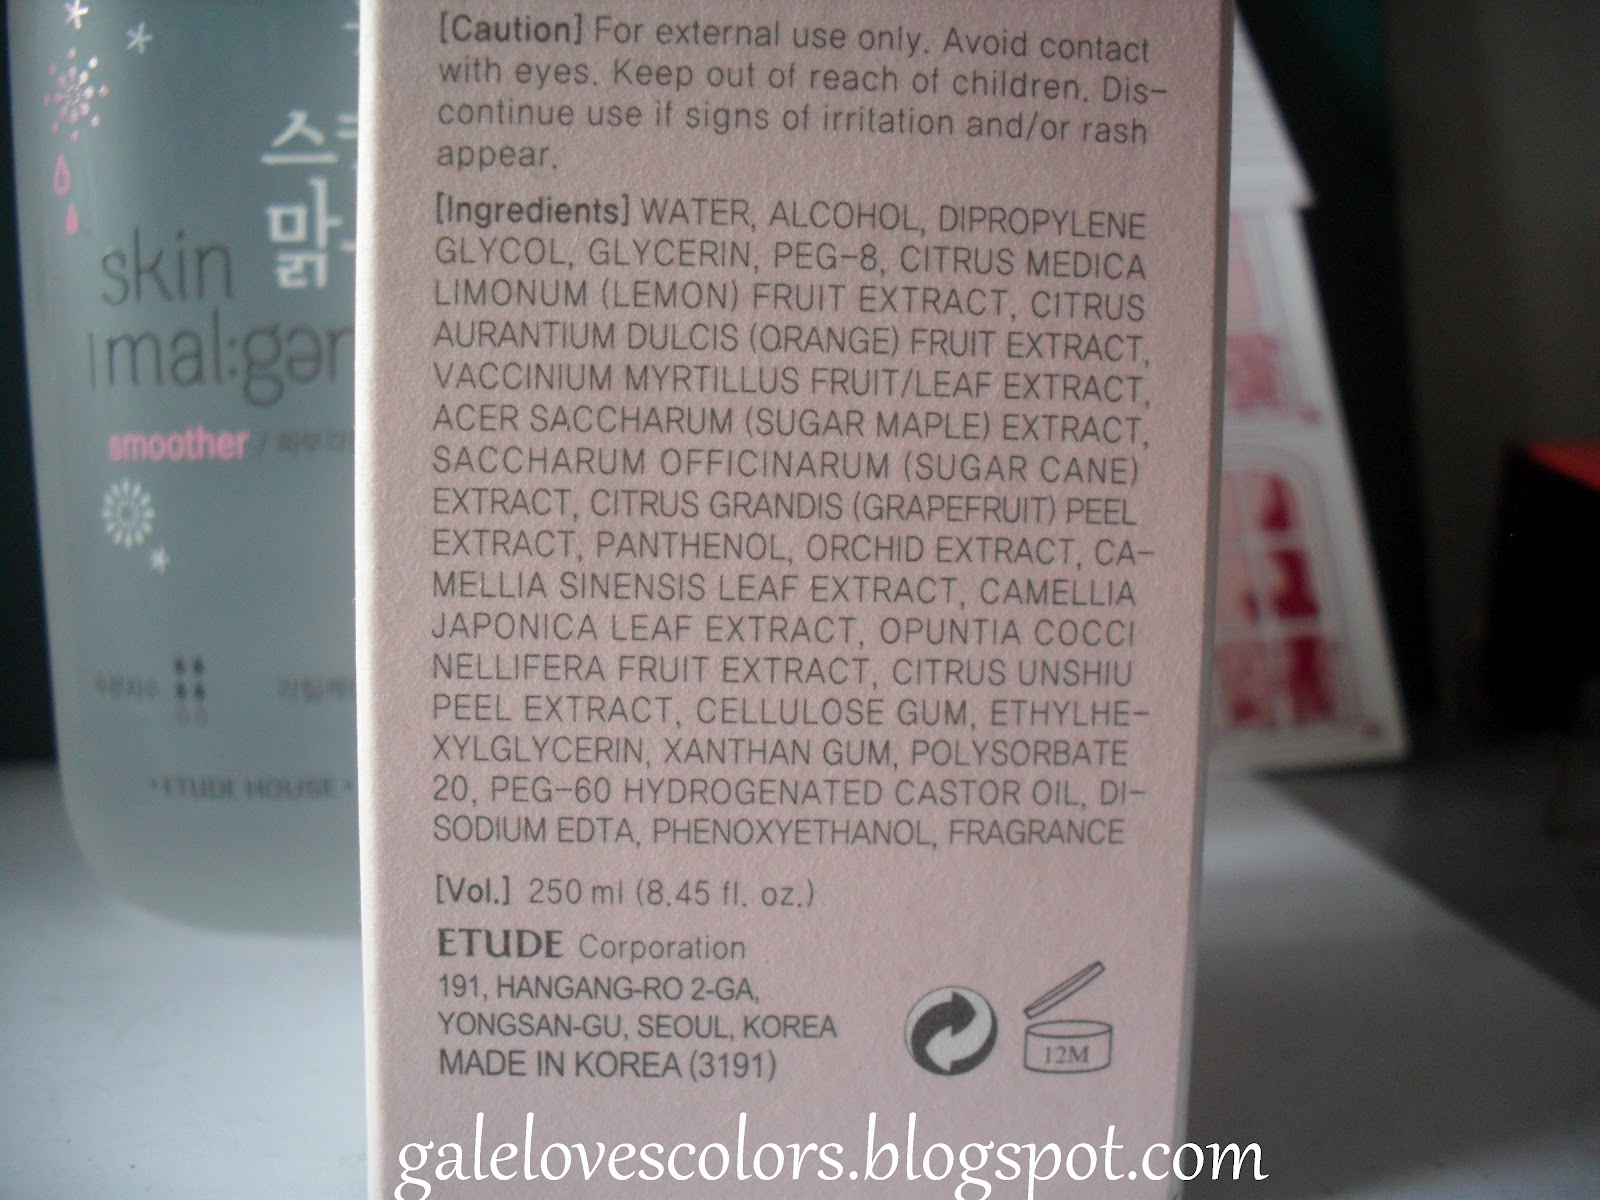 [Caution] For external use only. Avoid contact
with eyes. Keep out of reach of children. Dis-
continue use if signs of irritation and/or rash
appear.
[Ingredients] WATER, ALCOHOL, DIPROPYLENE
GLYCOL, GLYCERIN, PEG-8, CITRUS MEDICA
LIMONUM (LEMON) FRUIT EXTRACT, CITRUS
AURANTIUM DULCIS (ORANGE) FRUIT EXTRACT,
VACCINIUM MYRTILLUS FRUIT/LEAF EXTRACT,
ACER SACCHARUM (SUGAR MAPLE) EXTRACT,
SACCHARUM OFFICINARUM (SUGAR CANE)
EXTRACT, CITRUS GRANDIS (GRAPEFRUIT) PEEL
EXTRACT, PANTHENOL, ORCHID EXTRACT, CA-
MELLIA SINENSIS LEAF EXTRACT, CAMELLIA
JAPONICA LEAF EXTRACT, OPUNTIA COCCI
NELLIFERA FRUIT EXTRACT, CITRUS UNSHIU
PEEL EXTRACT, CELLULOSE GUM, ETHYLHE-
XYLGLYCERIN, XANTHAN GUM, POLYSORBATE
20, PEG-60 HYDROGENATED CASTOR OIL, DI-
SODIUM EDTA, PHENOXYETHANOL, FRAGRANCE
[Vol.] 250 ml (8.45 fl. oz.)
ETUDE Corporation
191, HANGANG-RO 2-GA,
YONGSAN-GU, SEOUL, KOREA
MADE IN KOREA (3191)
12M
스
맑
skin
mal:gən
smoother /
ETUDE HOUSE
galelovescolors.blogspot.com